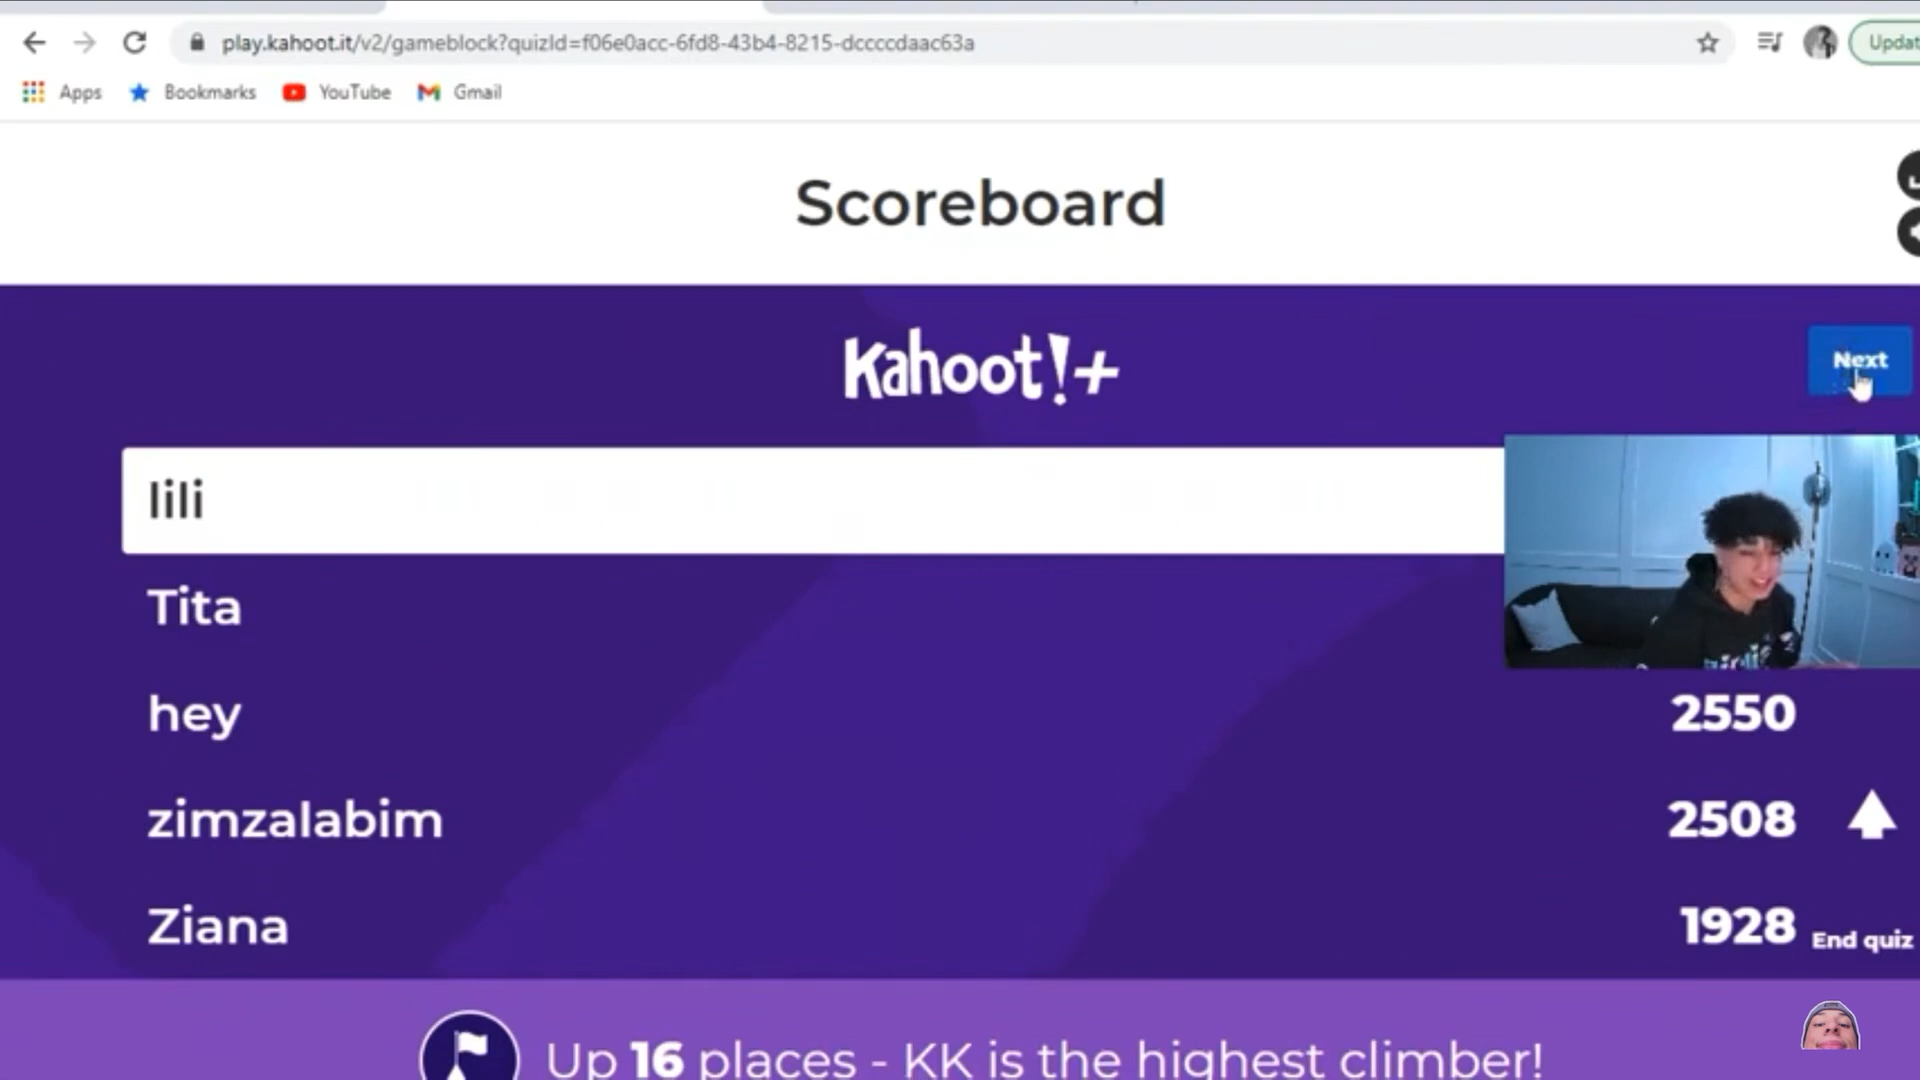 play.kahoot.it/v2/gameblock?quizId=f06e0acc-6fd8-43b4-8215-dccccdaac63a
Updat
Apps Bookmarks YouTube Gmail
Scoreboard
Kahoot!+
Next
lili
Tita
hey 2550
zimzalabim 2508
Ziana 1928
End quiz
Up 16 places - KK is the highest climber!